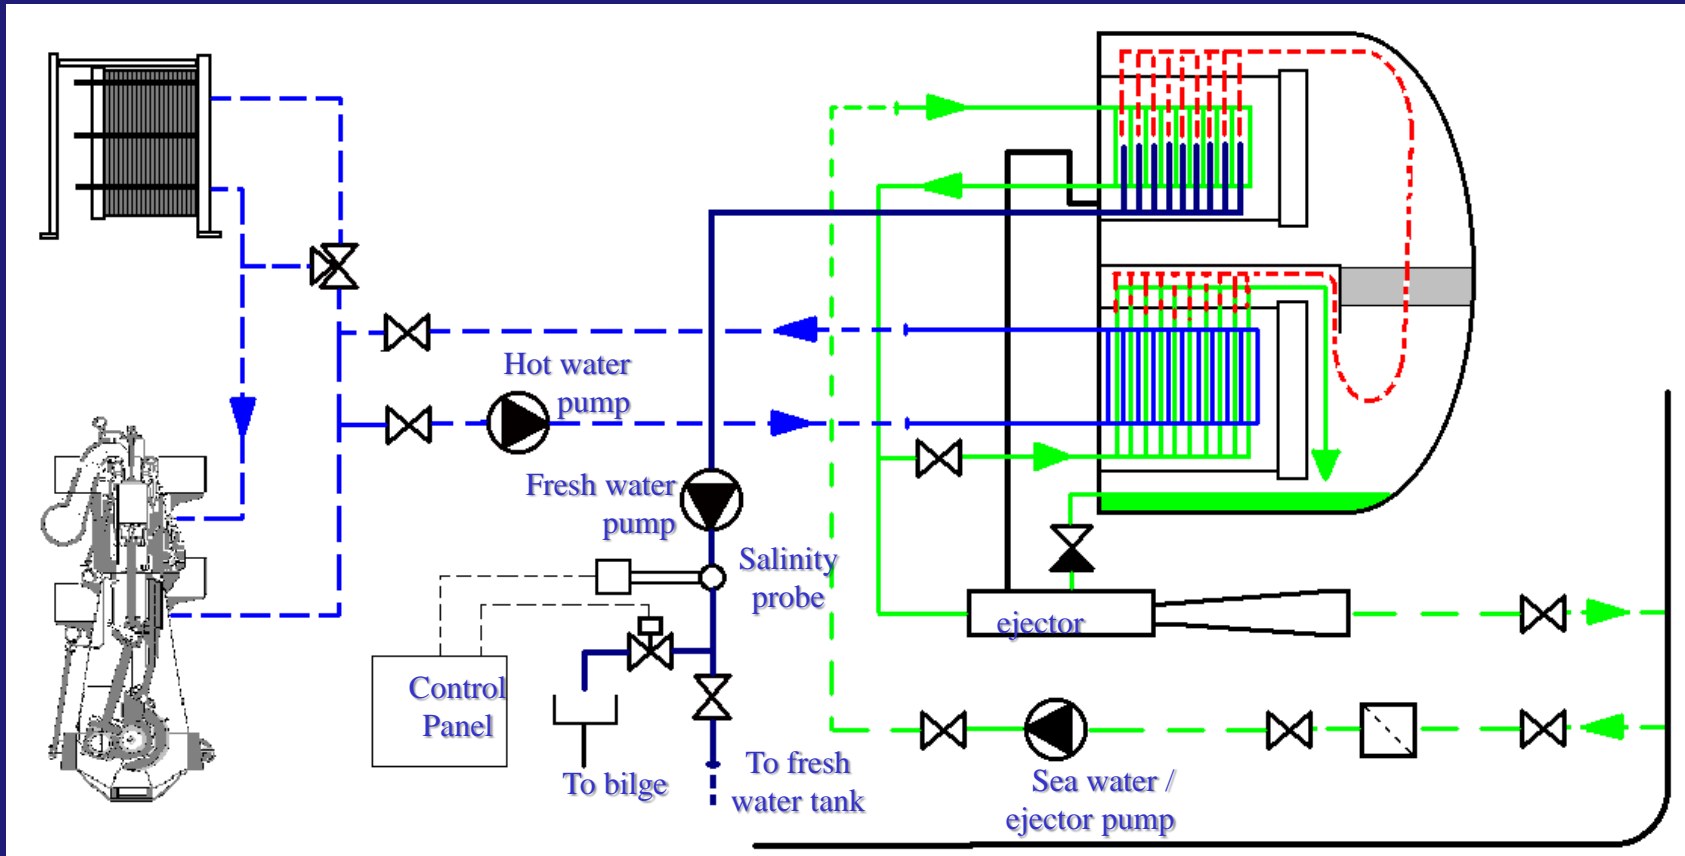 Hot water
pump
Fresh water
pump
Salinity
probe
ejector
Control
Panel
To bilge
To fresh
water tank
Sea water /
ejector pump